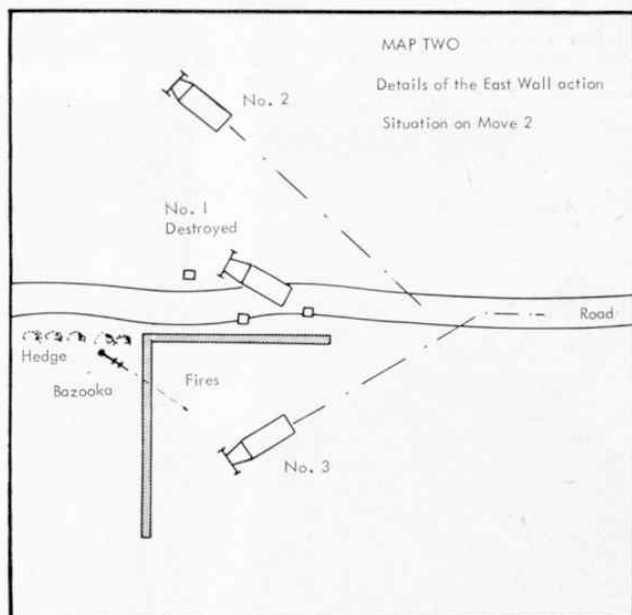 MAP TWO
Details of the East Wall action
Situation on Move 2
No. 2
No. 1
Destroyed
Road
Hedge
Fires
Bazooka
No. 3